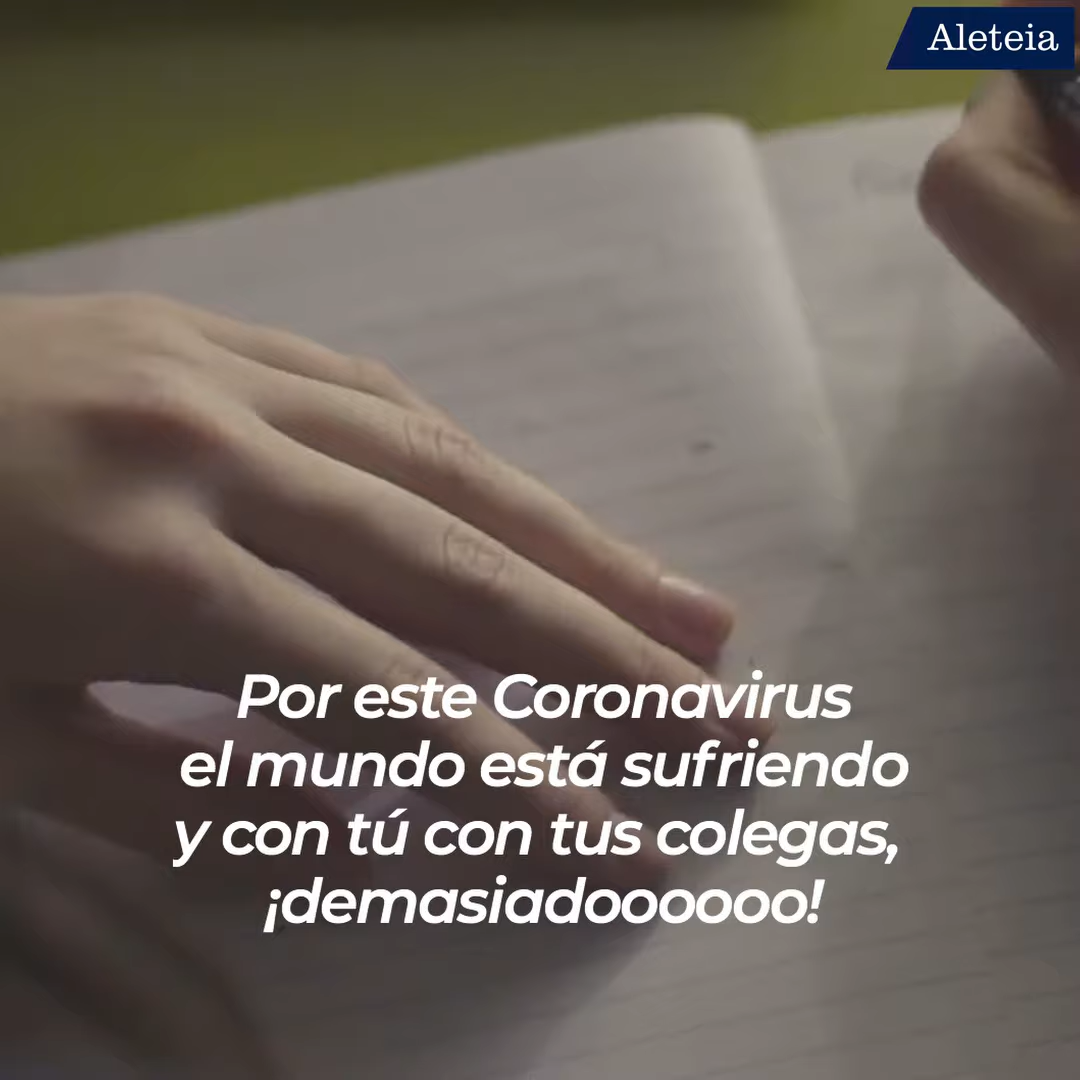 Aleteia
Por este Coronavirus
el mundo está sufriendo
y con tú con tus colegas,
¡demasiadoooooo!